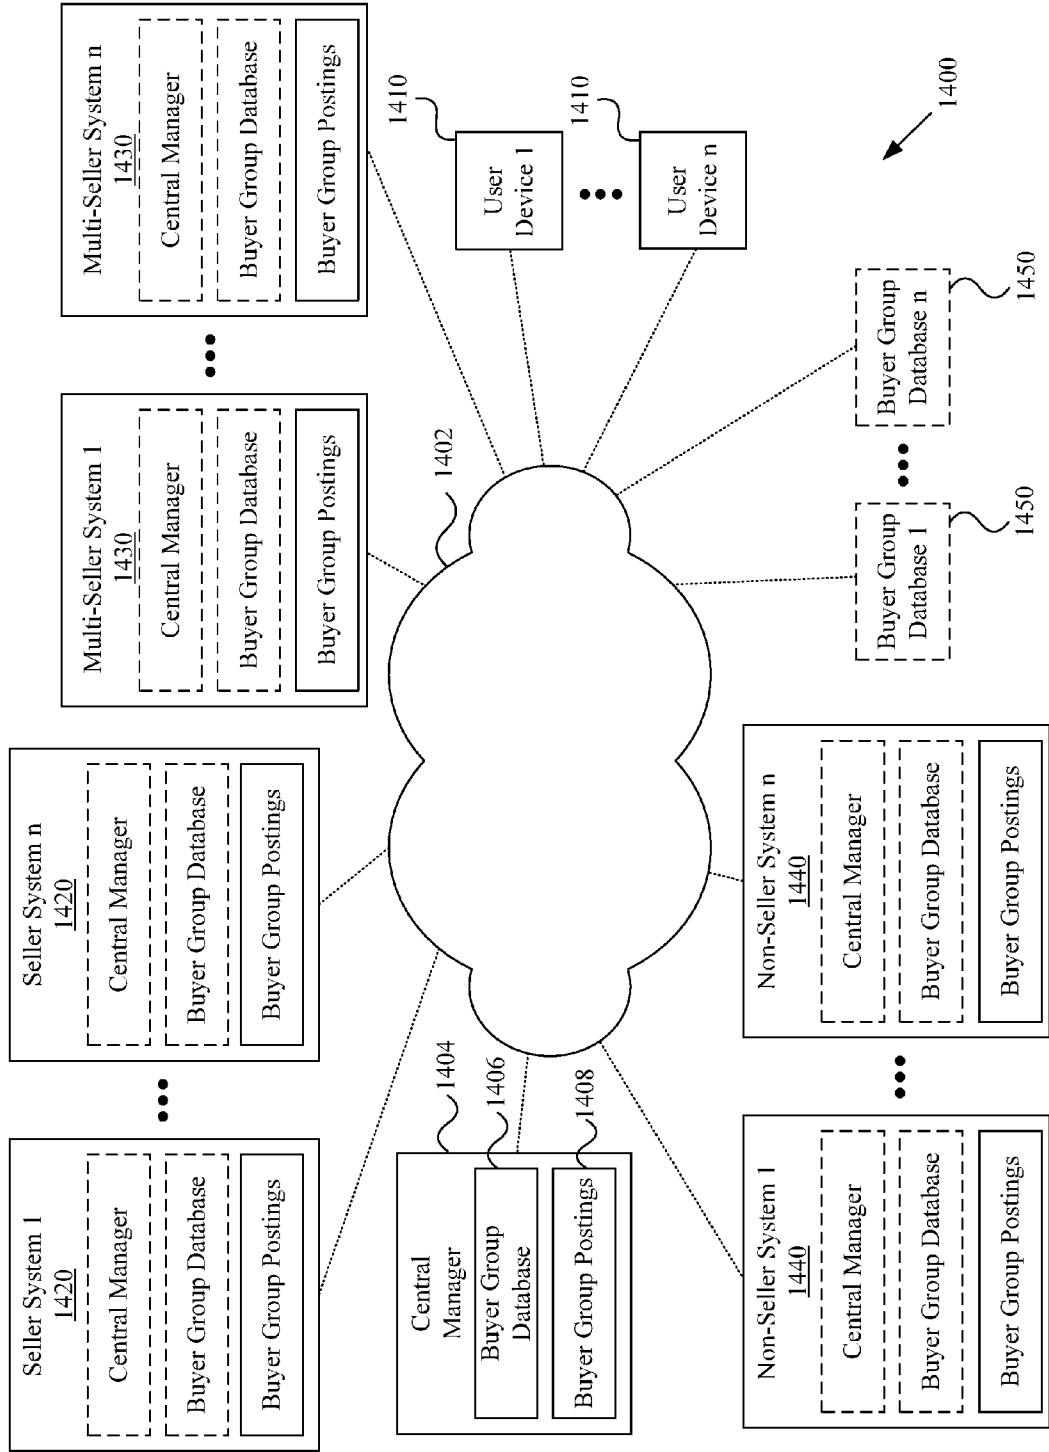 Seller System 1
1420
Central Manager
Buyer Group Database
Buyer Group Postings
Seller System n
1420
Central Manager
Buyer Group Database
Buyer Group Postings
Multi-Seller System 1
1430
Central Manager
Buyer Group Database
Buyer Group Postings
Multi-Seller System n
1430
Central Manager
Buyer Group Database
Buyer Group Postings
Central
Manager
Buyer Group
Database
Buyer Group Postings
1404
1406
1408
1402
User
Device 1
1410
User
Device n
1410
Non-Seller System 1
1440
Central Manager
Buyer Group Database
Buyer Group Postings
Non-Seller System n
1440
Central Manager
Buyer Group Database
Buyer Group Postings
Buyer Group
Database 1
1450
Buyer Group
Database n
1450
1400